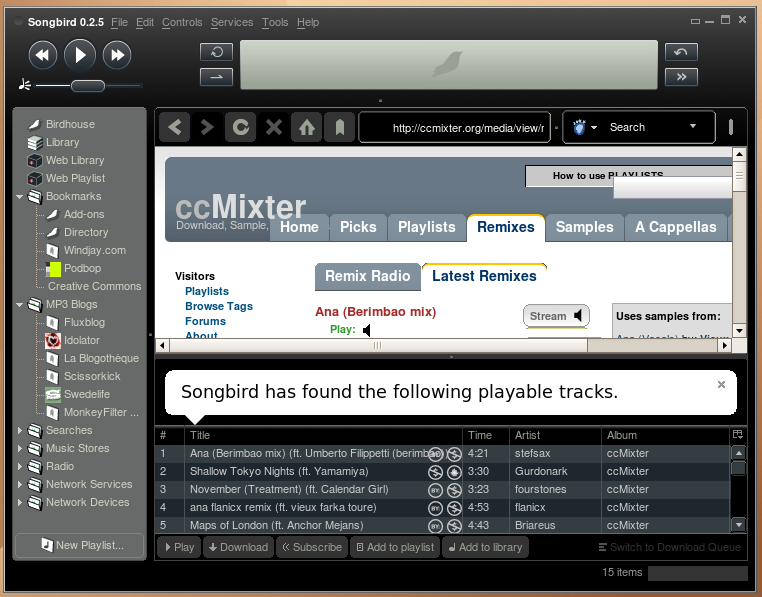 Songbird 0.2.5 File Edit Controls Services Tools Help
Birdhouse
Library
Web Library
Web Playlist
Bookmarks
Add-ons
Directory
Windjay.com
Podbop
Creative Commons
MP3 Blogs
Fluxblog
Idolator
La Blogothèque
Scissorkick
Swedelife
MonkeyFilter ...
Searches
Music Stores
Radio
Network Services
Network Devices
New Playlist...
http://ccmixter.org/media/view/r
Search
How to use PLAYLISTS
ccMixter
Download, Sample,
Home Picks Playlists Remixes Samples A Cappellas
Visitors
Playlists
Browse Tags
Forums
About
Remix Radio Latest Remixes
Ana (Berimbao mix)
Play:
Stream
Uses samples from:
Songbird has found the following playable tracks.
# Title Time Artist Album
1 Ana (Berimbao mix) (ft. Umberto Filippetti (berimbao) 4:21 stefsax ccMixter
2 Shallow Tokyo Nights (ft. Yamamiya) 3:30 Gurdonark ccMixter
3 November (Treatment) (ft. Calendar Girl) BY 3:23 fourstones ccMixter
4 ana flanicx remix (ft. vieux farka toure) BY 4:53 flanicx ccMixter
5 Maps of London (ft. Anchor Mejans) BY 4:43 Briareus ccMixter
Play Download Subscribe Add to playlist Add to library Switch to Download Queue
15 items